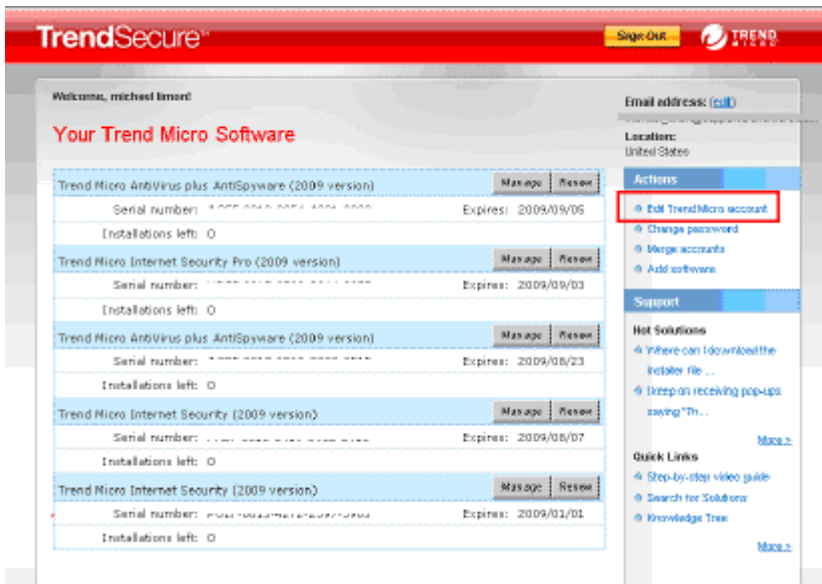 TrendSecure
Sign Out
TREND
MICRO
Welcome, michael limon!
Your Trend Micro Software
Trend Micro AntiVirus plus AntiSpyware (2009 version)
Manage
Renew
Serial number:
Expires: 2009/09/05
Installations left: 0
Trend Micro Internet Security Pro (2009 version)
Manage
Renew
Serial number:
Expires: 2009/09/03
Installations left: 0
Trend Micro AntiVirus plus AntiSpyware (2009 version)
Manage
Renew
Serial number:
Expires: 2009/08/23
Installations left: 0
Trend Micro Internet Security (2009 version)
Manage
Renew
Serial number:
Expires: 2009/08/07
Installations left: 0
Trend Micro Internet Security (2009 version)
Manage
Renew
Serial number:
Expires: 2009/01/01
Installations left: 0
Email address: (edit)
Location:
United States
Actions
Edit Trend Micro account
Change password
Merge accounts
Add software
Support
Hot Solutions
Where can I download the
installer file ...
I keep on receiving pop-ups
saying "Th...
More >
Quick Links
Step-by-step video guide
Search for Solutions
Knowledge Tree
More >